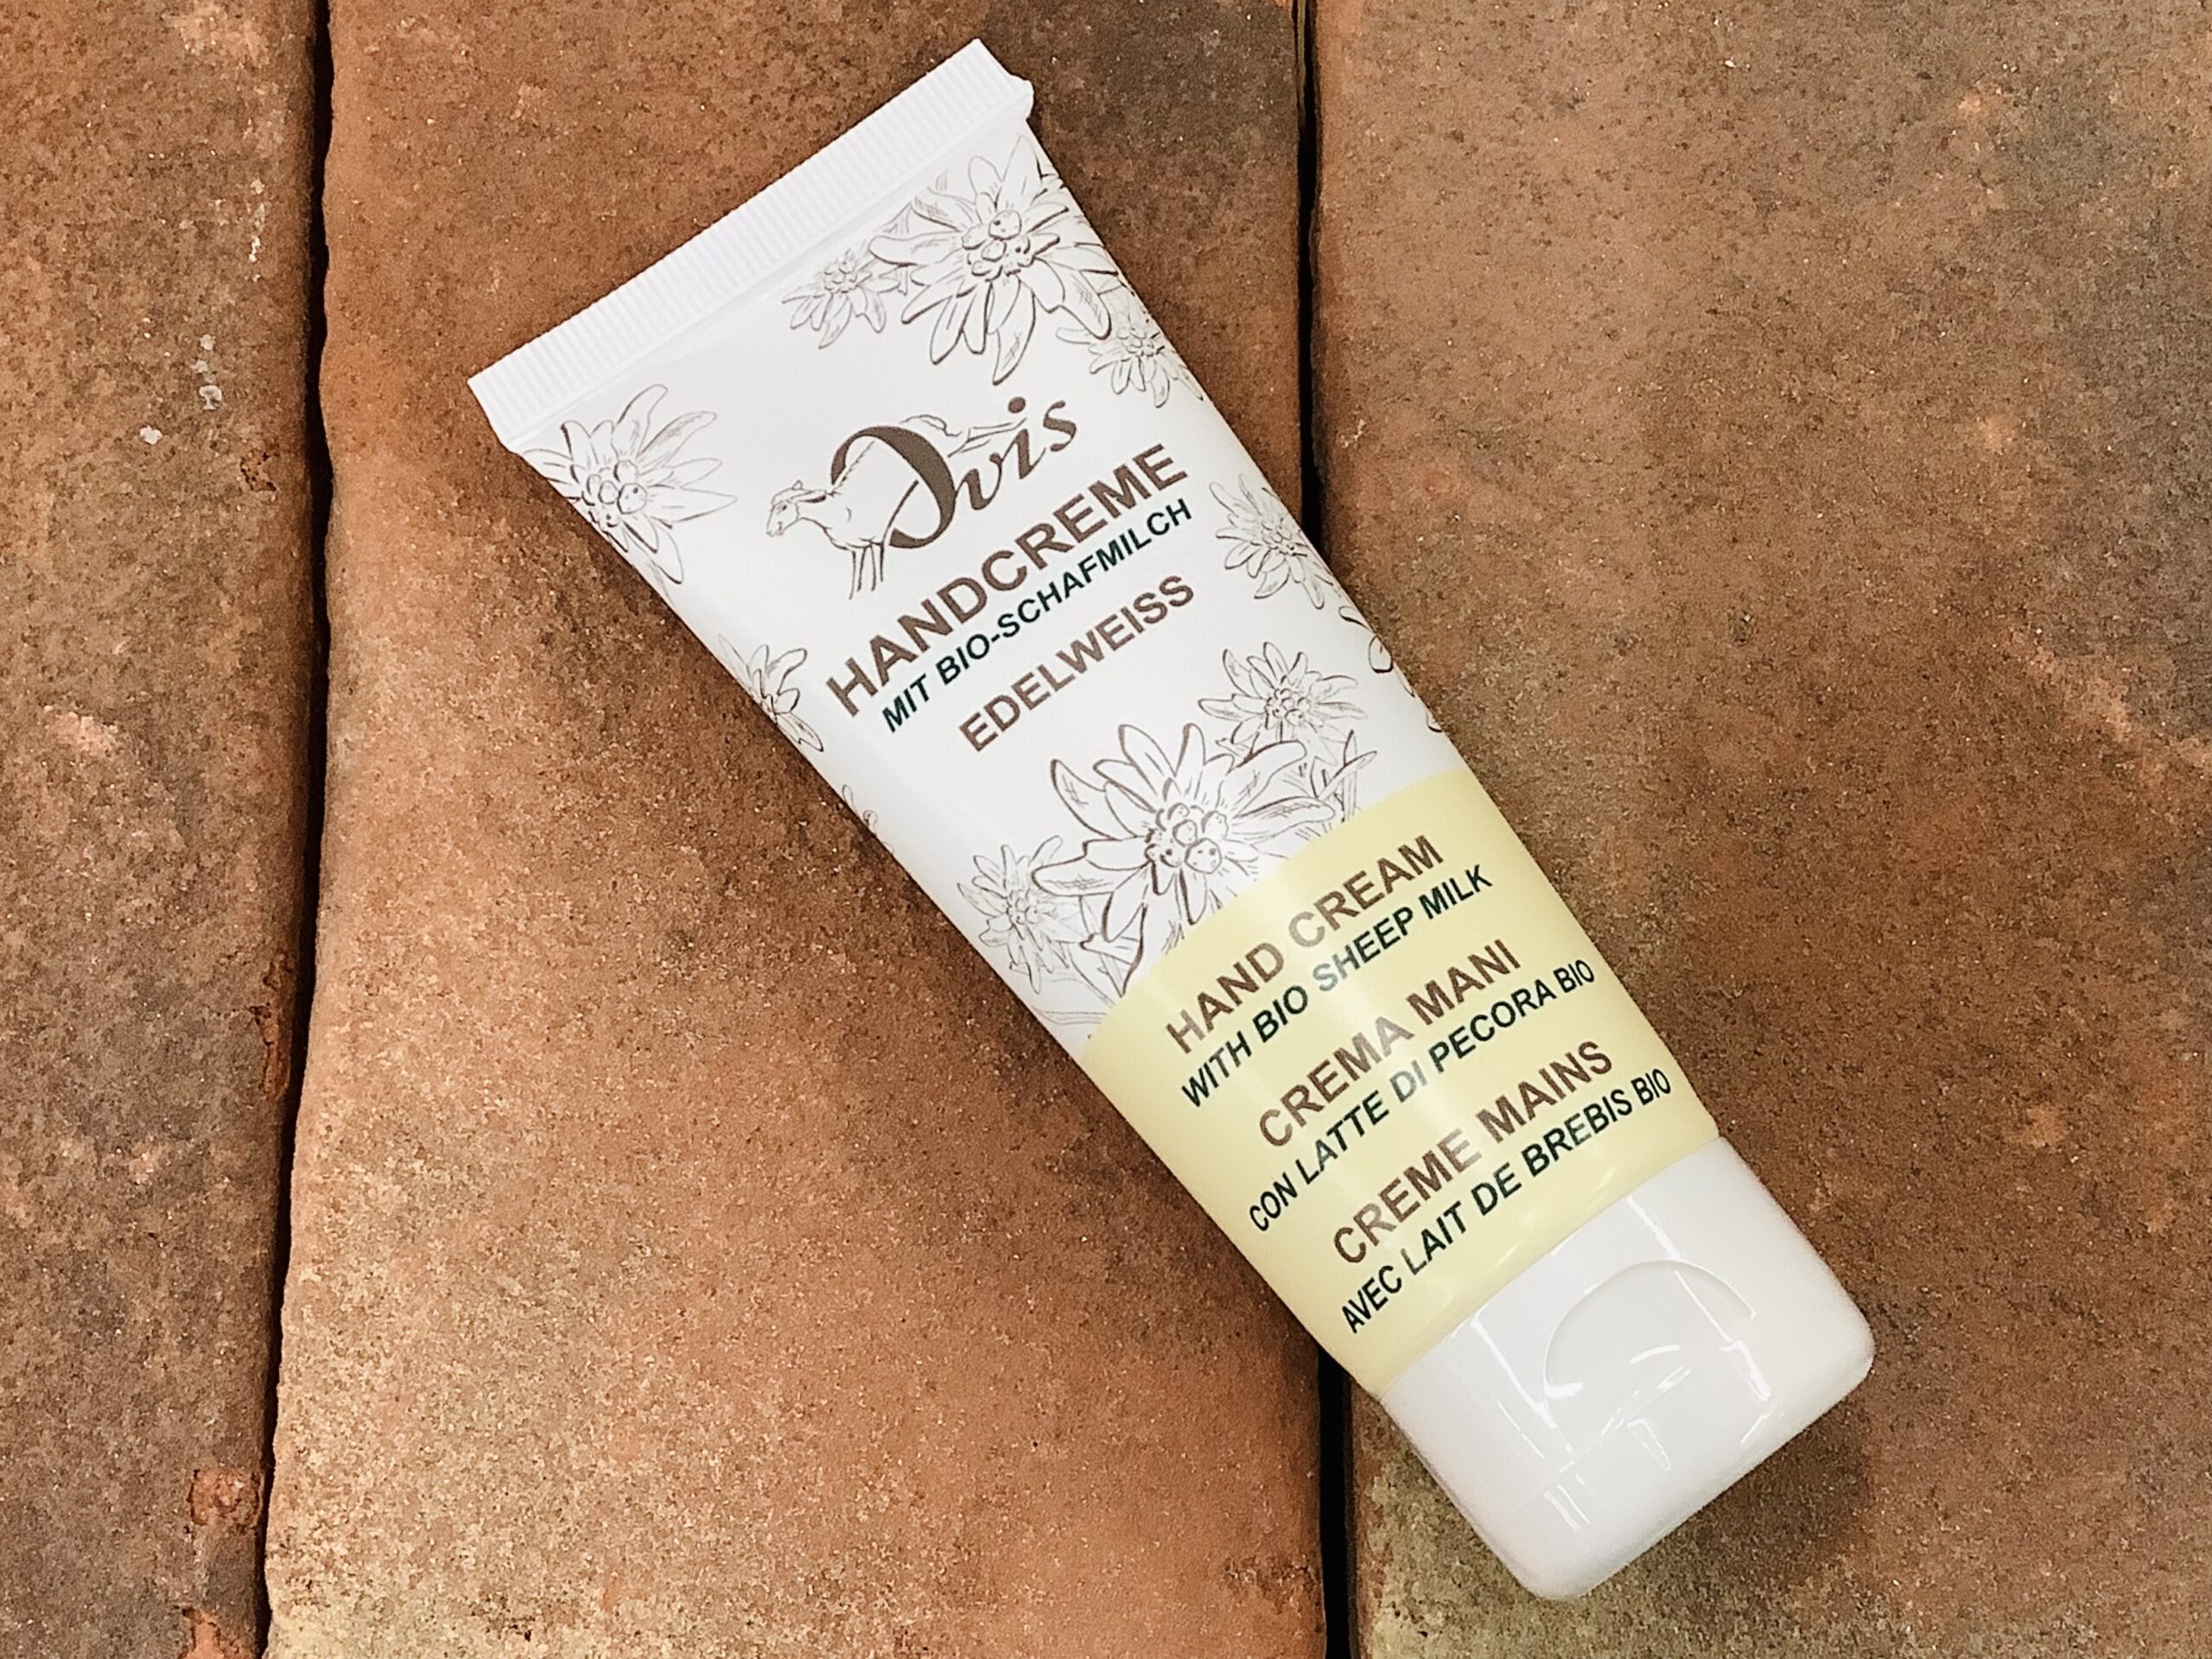 Ovis
HANDCREME
MIT BIO-SCHAFMILCH
EDELWEISS
HAND CREAM
WITH BIO SHEEP MILK
CREMA MANI
CON LATTE DI PECORA BIO
CREME MAINS
AVEC LAIT DE BREBIS BIO